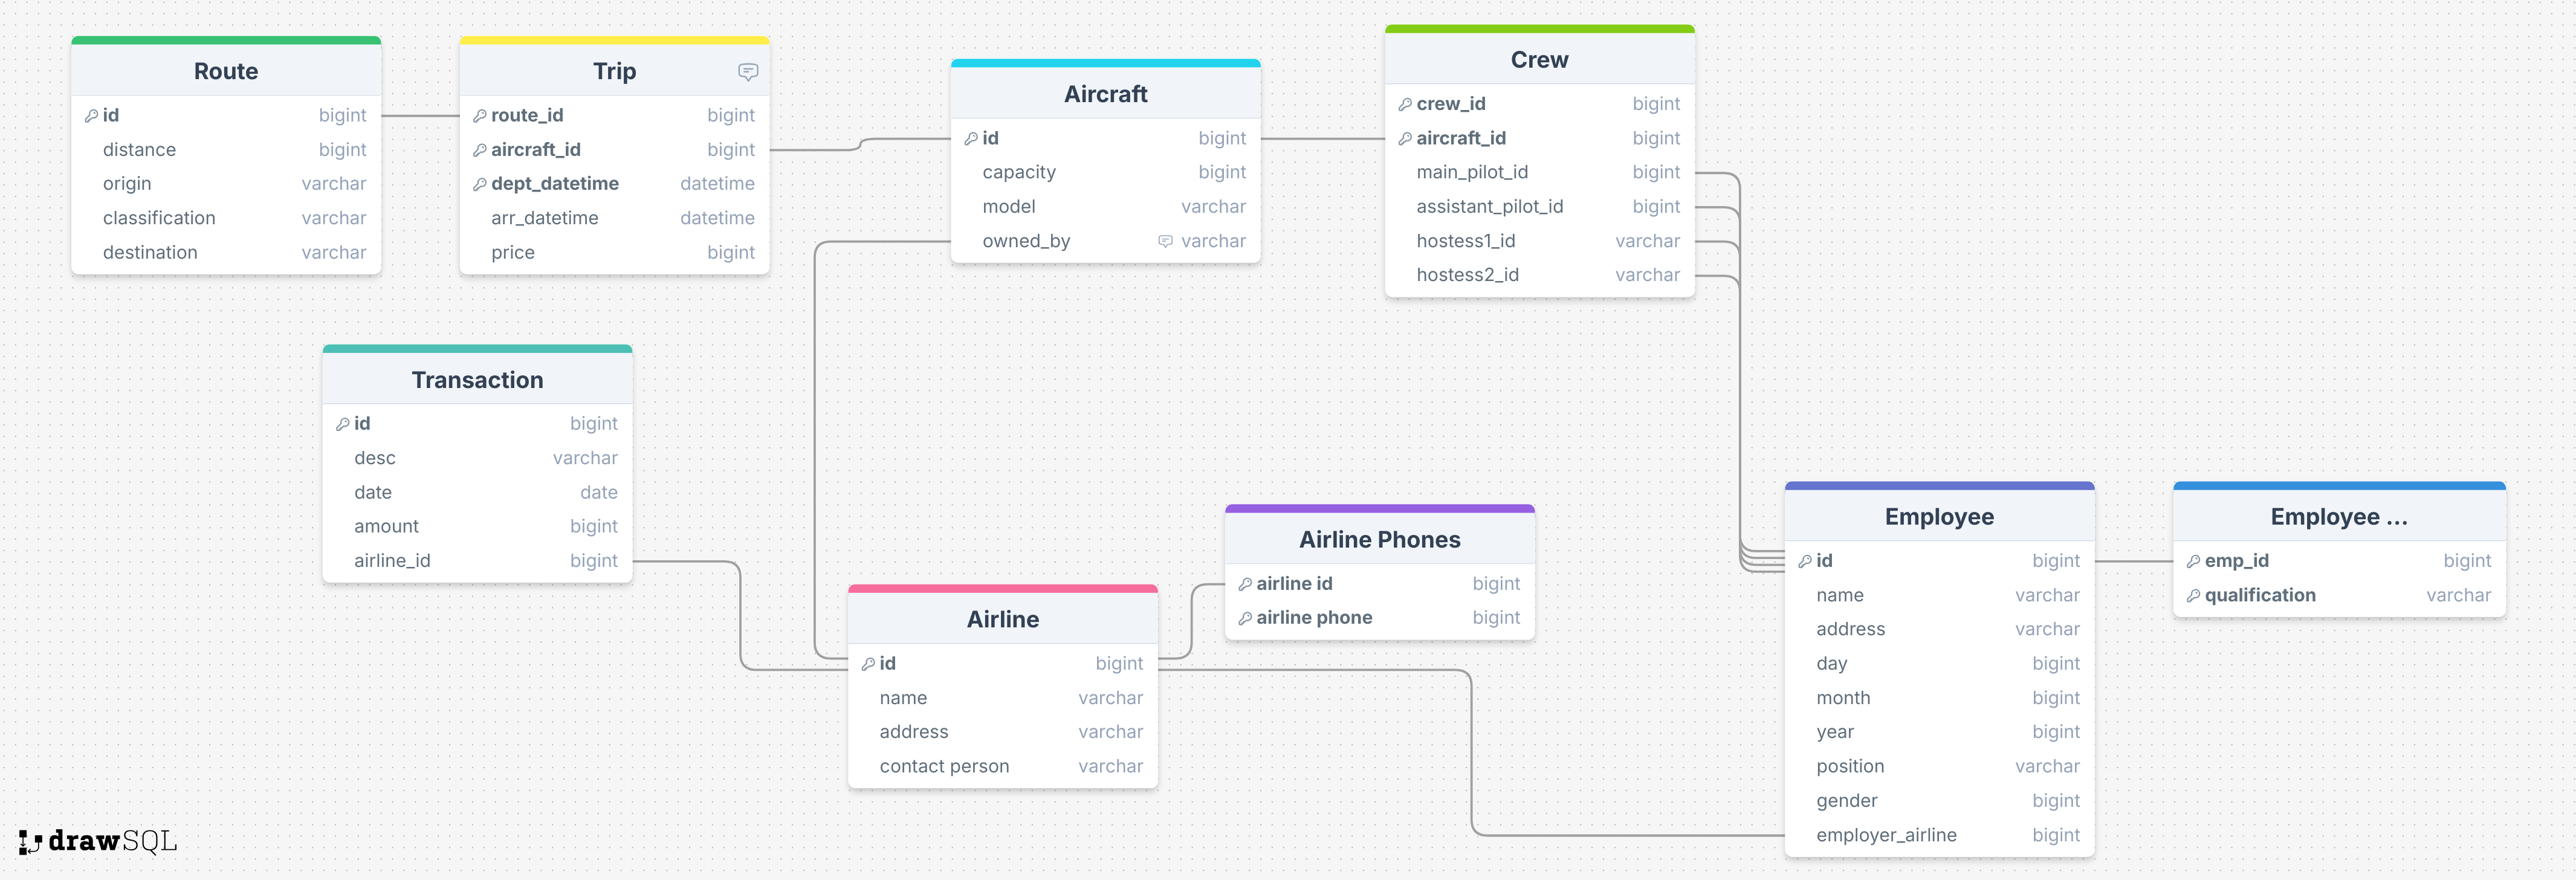 Route
id bigint
distance bigint
origin varchar
classification varchar
destination varchar
Trip
route_id bigint
aircraft_id bigint
dept_datetime datetime
arr_datetime datetime
price bigint
Aircraft
id bigint
capacity bigint
model varchar
owned_by varchar
Crew
crew_id bigint
aircraft_id bigint
main_pilot_id bigint
assistant_pilot_id bigint
hostess1_id varchar
hostess2_id varchar
Transaction
id bigint
desc varchar
date date
amount bigint
airline_id bigint
Airline
id bigint
name varchar
address varchar
contact person varchar
Airline Phones
airline id bigint
airline phone bigint
Employee
id bigint
name varchar
address varchar
day bigint
month bigint
year bigint
position varchar
gender bigint
employer_airline bigint
Employee ...
emp_id bigint
qualification varchar
drawSQL